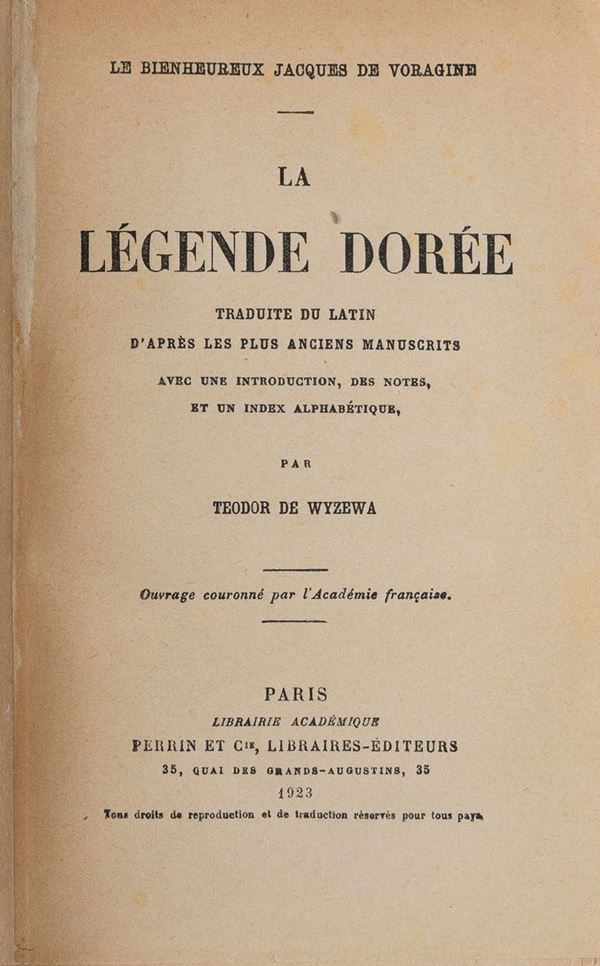 LE BIENHEUREUX JACQUES DE VORAGINE
LA
LÉGENDE DORÉE
TRADUITE DU LATIN
D'APRÈS LES PLUS ANCIENS MANUSCRITS
AVEC UNE INTRODUCTION, DES NOTES,
ET UN INDEX ALPHABÉTIQUE,
PAR
TEODOR DE WYZEWA
Ouvrage couronné par l'Académie française.
PARIS
LIBRAIRIE ACADÉMIQUE
PERRIN ET Cie, LIBRAIRES-ÉDITEURS
35, QUAI DES GRANDS-AUGUSTINS, 35
1923
Tous droits de reproduction et de traduction réservés pour tous pays.